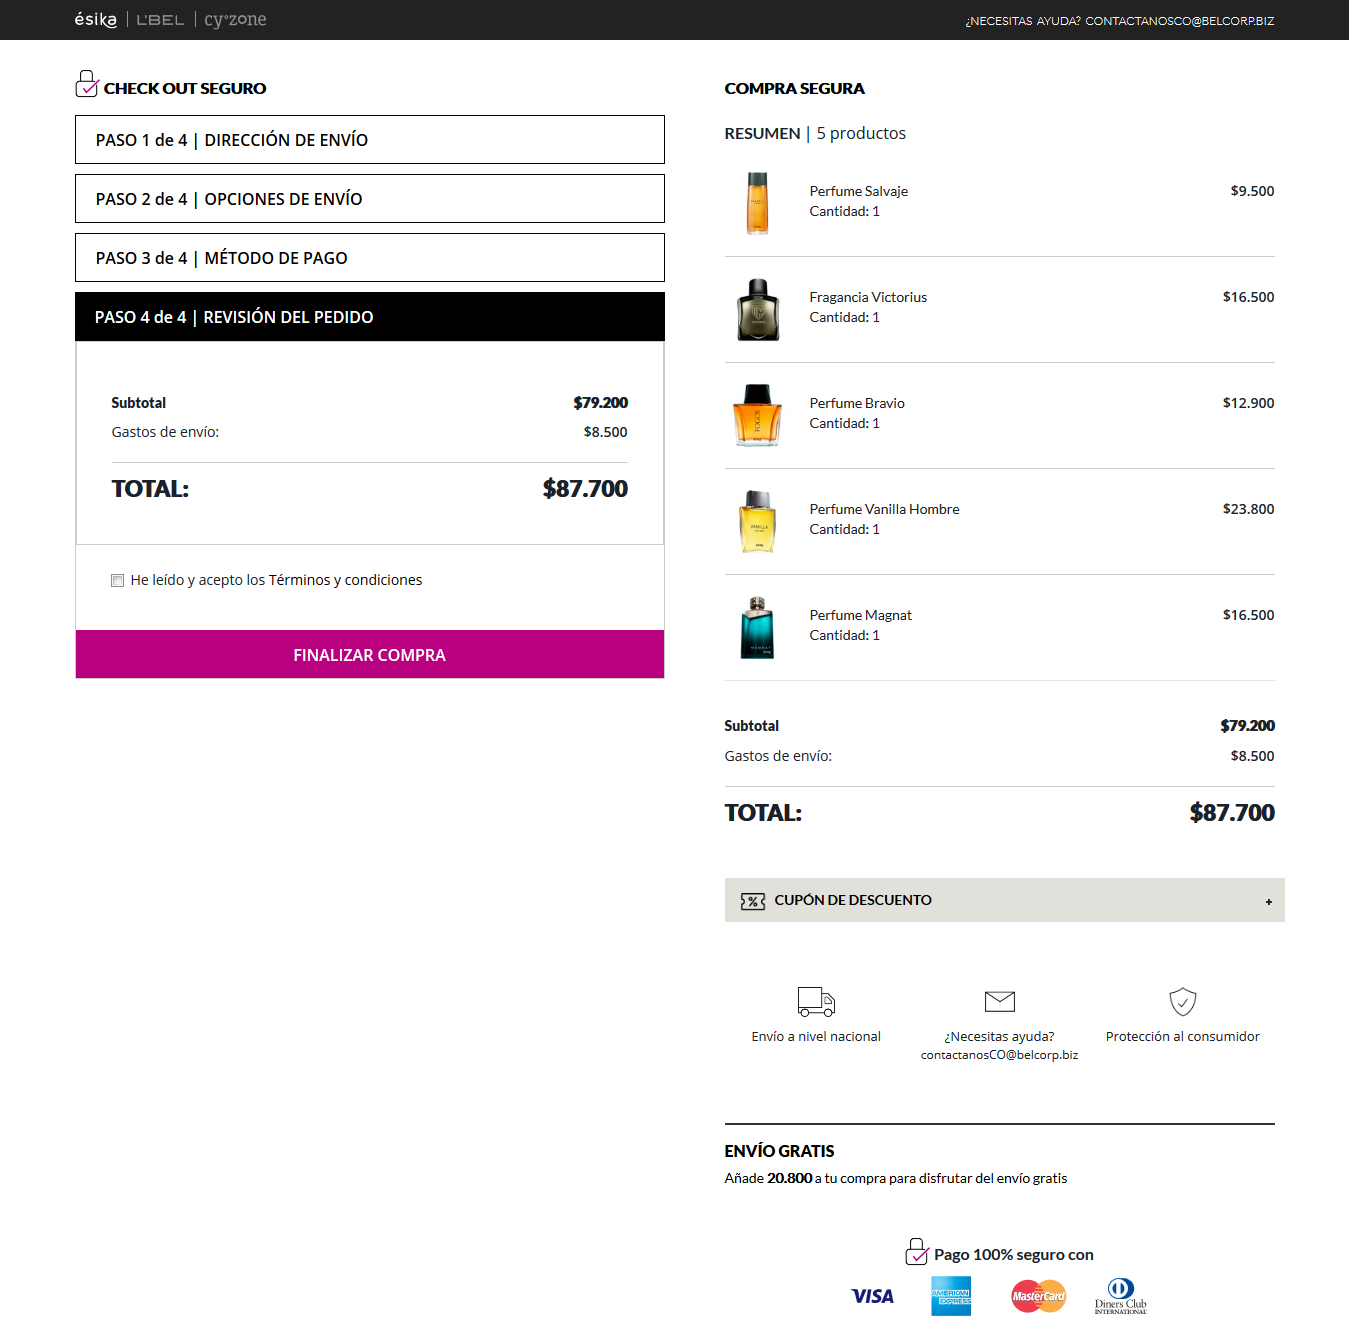 ésika | L'BEL | cy°zone
¿NECESITAS AYUDA? CONTACTANOSCO@BELCORP.BIZ
CHECK OUT SEGURO
PASO 1 de 4 | DIRECCIÓN DE ENVÍO
PASO 2 de 4 | OPCIONES DE ENVÍO
PASO 3 de 4 | MÉTODO DE PAGO
PASO 4 de 4 | REVISIÓN DEL PEDIDO
Subtotal $79.200
Gastos de envío: $8.500
TOTAL: $87.700
He leído y acepto los Términos y condiciones
FINALIZAR COMPRA
COMPRA SEGURA
RESUMEN | 5 productos
Perfume Salvaje $9.500
Cantidad: 1
Fragancia Victorius $16.500
Cantidad: 1
FOGOS
Perfume Bravio $12.900
Cantidad: 1
VANILLA
Perfume Vanilla Hombre $23.800
Cantidad: 1
MAGNAT
Perfume Magnat $16.500
Cantidad: 1
Subtotal $79.200
Gastos de envío: $8.500
TOTAL: $87.700
% CUPÓN DE DESCUENTO +
Envío a nivel nacional
¿Necesitas ayuda?
contactanosCO@belcorp.biz
Protección al consumidor
ENVÍO GRATIS
Añade 20.800 a tu compra para disfrutar del envío gratis
Pago 100% seguro con
VISA
AMERICAN
EXPRESS
MasterCard
Diners Club
INTERNATIONAL